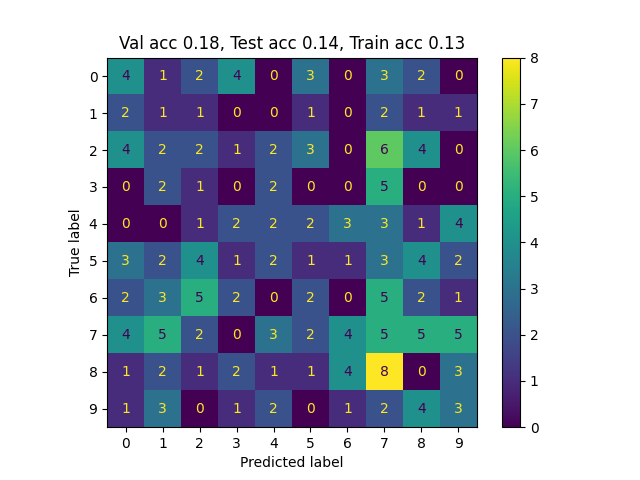 Val acc 0.18, Test acc 0.14, Train acc 0.13
0 4 1 2 4 0 3 0 3 2 0
1 2 1 1 0 0 1 0 2 1 1
2 4 2 2 1 2 3 0 6 4 0
3 0 2 1 0 2 0 0 5 0 0
4 0 0 1 2 2 2 3 3 1 4
5 3 2 4 1 2 1 1 3 4 2
6 2 3 5 2 0 2 0 5 2 1
7 4 5 2 0 3 2 4 5 5 5
8 1 2 1 2 1 1 4 8 0 3
9 1 3 0 1 2 0 1 2 4 3
0 1 2 3 4 5 6 7 8 9
Predicted label
True label
8
7
6
5
4
3
2
1
0